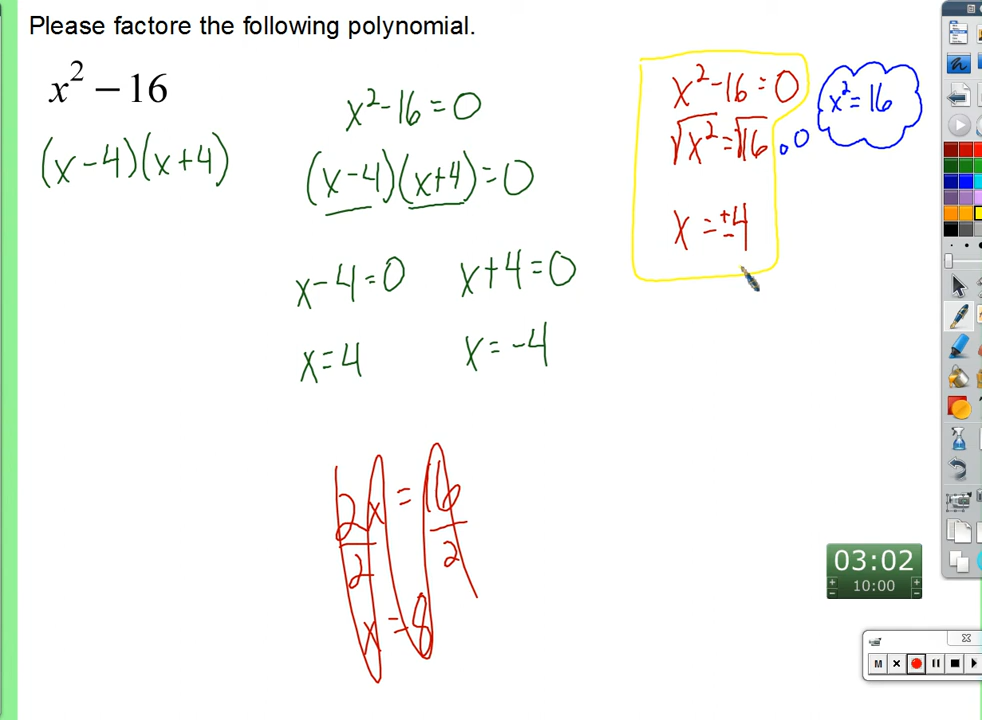 Please factore the following polynomial.
x² − 16
(x-4)(x+4)
x²-16=0
(x-4)(x+4)=0
x-4=0 x+4=0
x=4 x=-4
x²-16=0
√x²=√16
x=±4
x²=16
2x=16
2 2
x=8
03:02
10:00
M